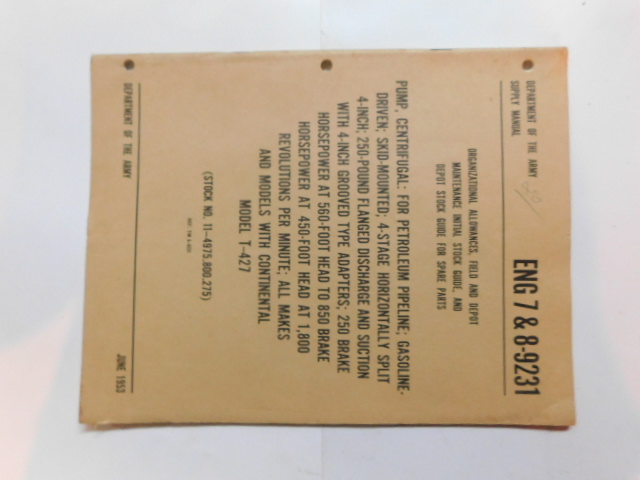 DEPARTMENT OF THE ARMY
SUPPLY MANUAL
ENG 7 & 8-9231
ORGANIZATIONAL ALLOWANCES, FIELD AND DEPOT
MAINTENANCE INITIAL STOCK GUIDE, AND
DEPOT STOCK GUIDE FOR SPARE PARTS
PUMP, CENTRIFUGAL: FOR PETROLEUM PIPELINE; GASOLINE-
DRIVEN; SKID-MOUNTED; 4-STAGE HORIZONTALLY SPLIT
4-INCH; 250-POUND FLANGED DISCHARGE AND SUCTION
WITH 4-INCH GROOVED TYPE ADAPTERS; 250 BRAKE
HORSEPOWER AT 560-FOOT HEAD TO 850 BRAKE
HORSEPOWER AT 450-FOOT HEAD AT 1,800
REVOLUTIONS PER MINUTE; ALL MAKES
AND MODELS WITH CONTINENTAL
MODEL T-427
(STOCK NO. 11-4975.800.275)
DEPARTMENT OF THE ARMY
JUNE 1953